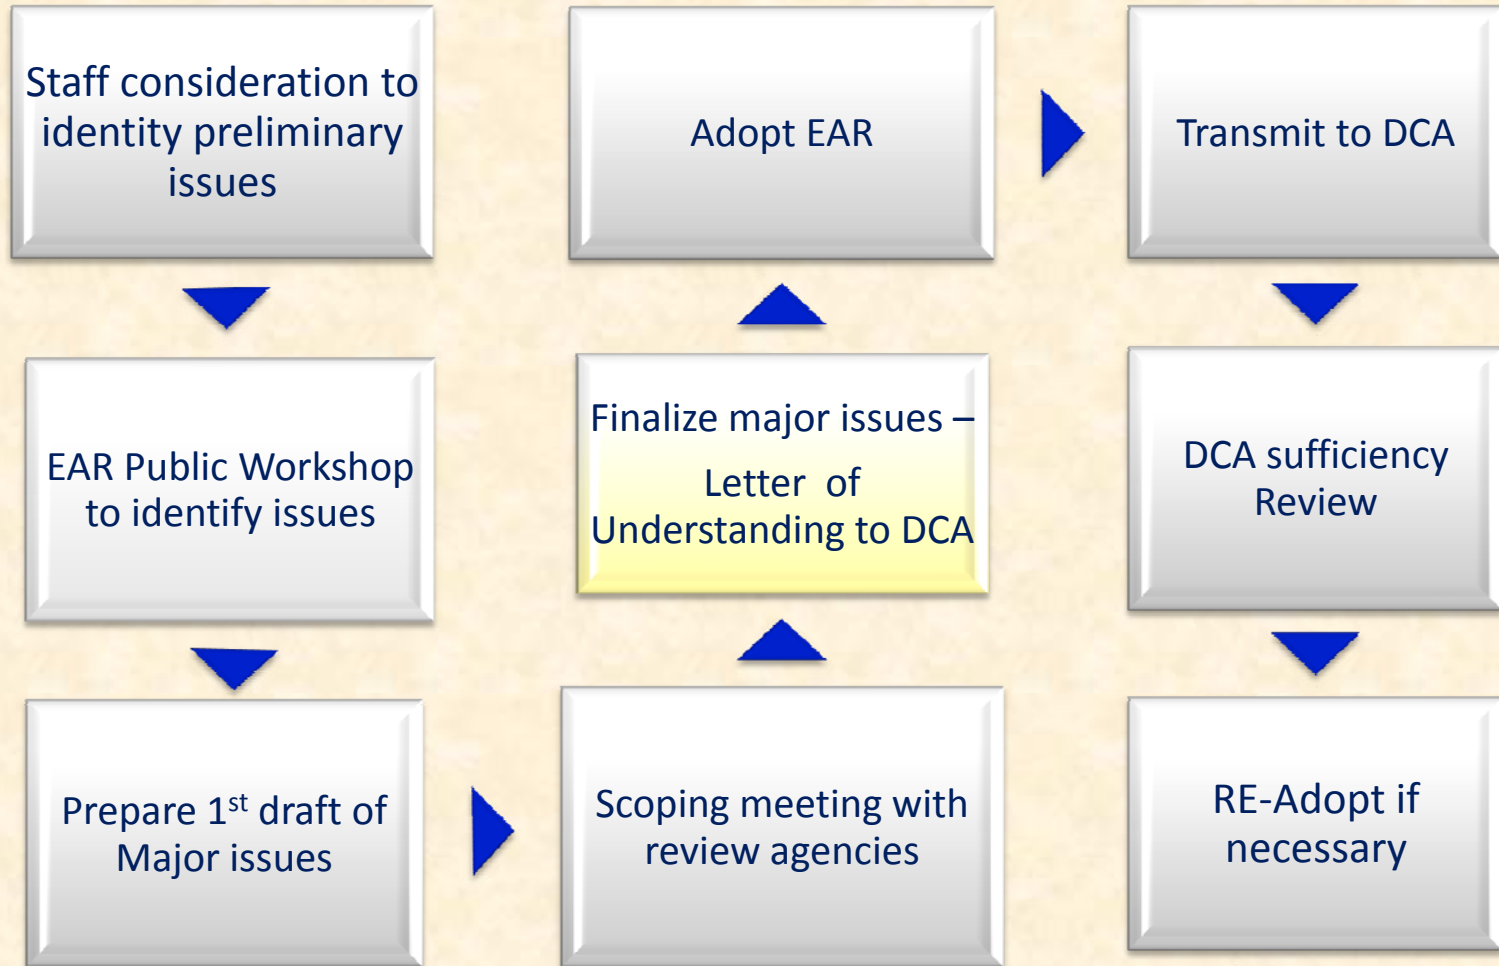 Staff consideration to
identity preliminary
issues
EAR Public Workshop
to identify issues
Prepare 1st draft of
Major issues
Scoping meeting with
review agencies
Finalize major issues –
Letter of
Understanding to DCA
Adopt EAR
Transmit to DCA
DCA sufficiency
Review
RE-Adopt if
necessary